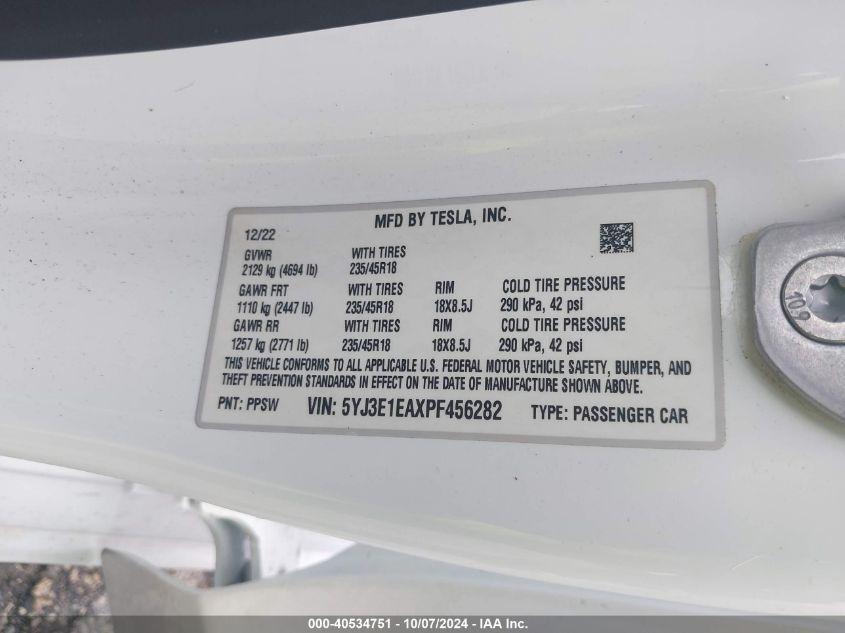 MFD BY TESLA, INC.
12/22
GVWR WITH TIRES
2129 kg (4694 lb) 235/45R18
GAWR FRT WITH TIRES RIM COLD TIRE PRESSURE
1110 kg (2447 lb) 235/45R18 18X8.5J 290 kPa, 42 psi
GAWR RR WITH TIRES RIM COLD TIRE PRESSURE
1257 kg (2771 lb) 235/45R18 18X8.5J 290 kPa, 42 psi
THIS VEHICLE CONFORMS TO ALL APPLICABLE U.S. FEDERAL MOTOR VEHICLE SAFETY, BUMPER, AND
THEFT PREVENTION STANDARDS IN EFFECT ON THE DATE OF MANUFACTURE SHOWN ABOVE.
PNT: PPSW VIN: 5YJ3E1EAXPF456282 TYPE: PASSENGER CAR
10.9
000-40534751 - 10/07/2024 - IAA Inc.